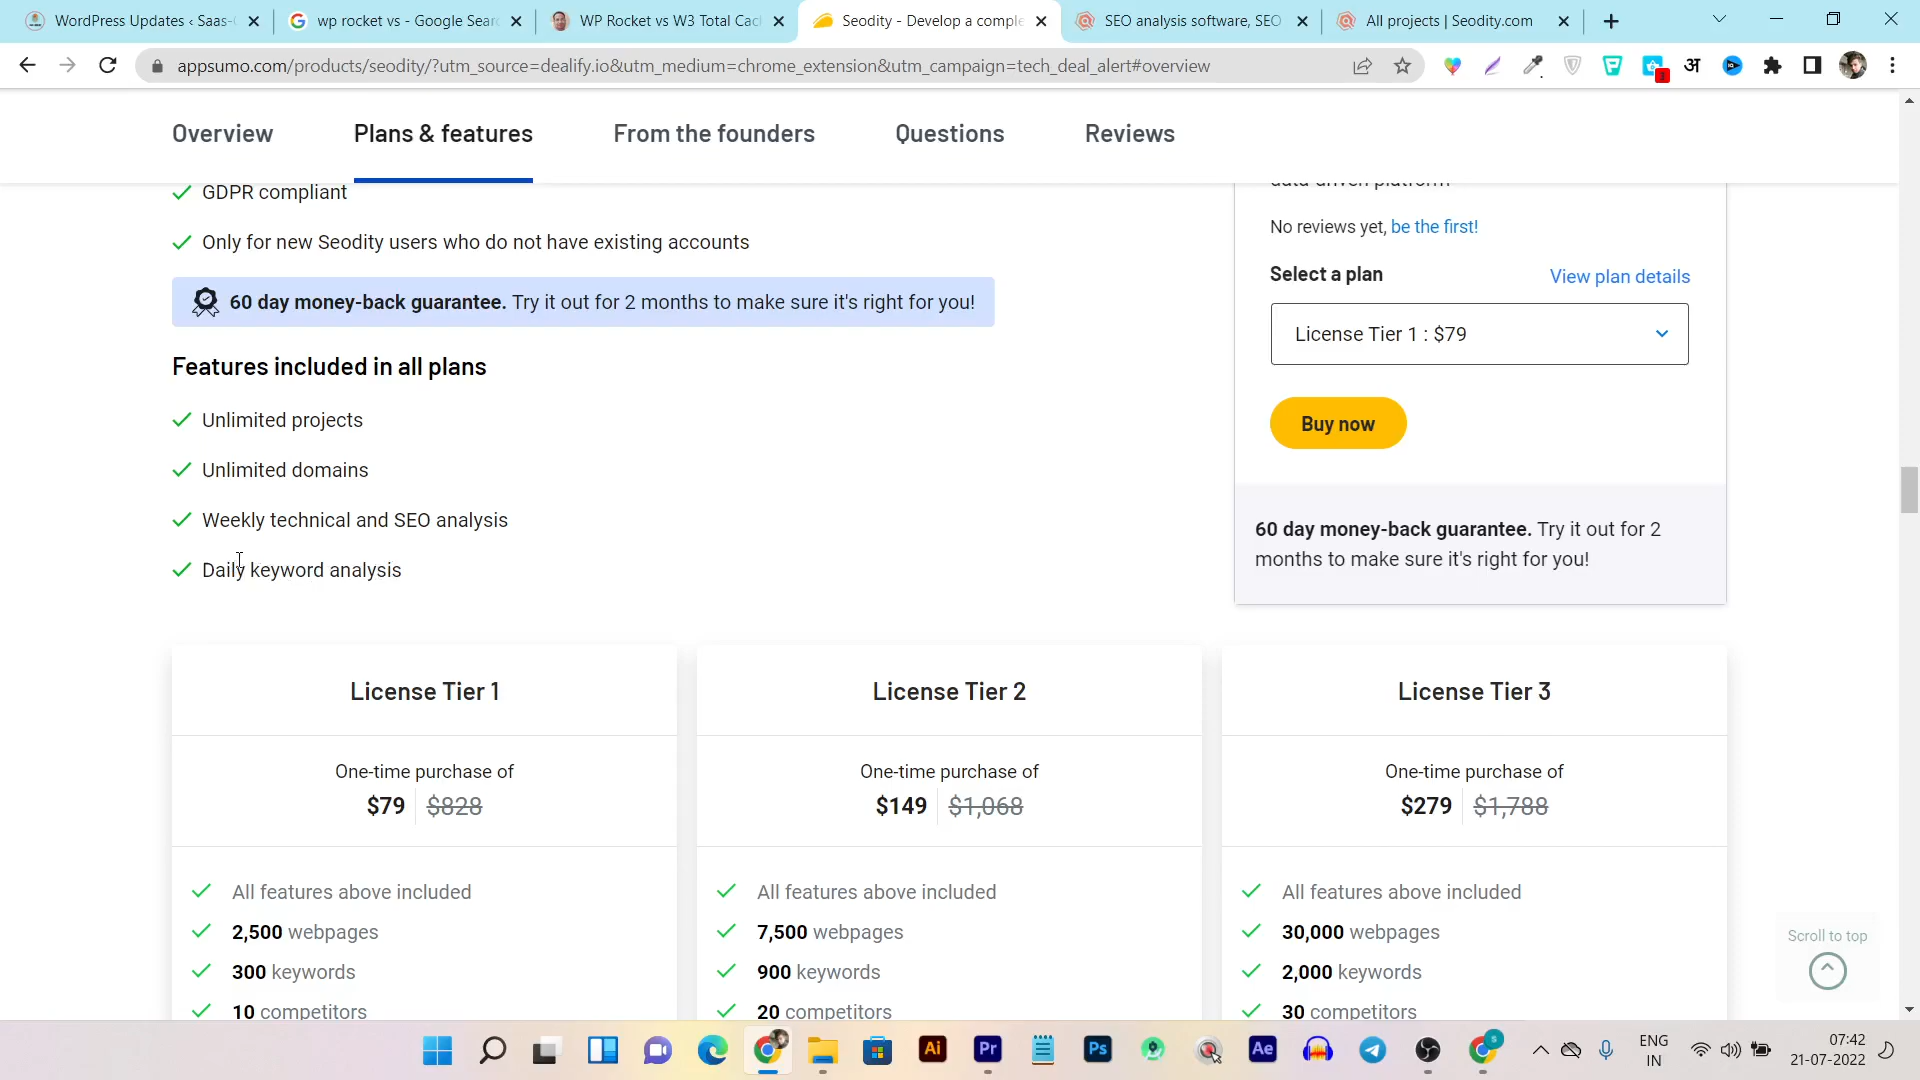 WordPress Updates ‹ Saas-
wp rocket vs - Google Sear
WP Rocket vs W3 Total Cac
Seodity - Develop a comple
SEO analysis software, SEO
All projects | Seodity.com
appsumo.com/products/seodity/?utm_source=dealify.io&utm_medium=chrome_extension&utm_campaign=tech_deal_alert#overview
Overview
Plans & features
From the founders
Questions
Reviews
GDPR compliant
Only for new Seodity users who do not have existing accounts
60 day money-back guarantee. Try it out for 2 months to make sure it's right for you!
Features included in all plans
Unlimited projects
Unlimited domains
Weekly technical and SEO analysis
Daily keyword analysis
data-driven platform
No reviews yet, be the first!
Select a plan
View plan details
License Tier 1 : $79
Buy now
60 day money-back guarantee. Try it out for 2
months to make sure it's right for you!
License Tier 1
One-time purchase of
$79 $828
All features above included
2,500 webpages
300 keywords
10 competitors
License Tier 2
One-time purchase of
$149 $1,068
All features above included
7,500 webpages
900 keywords
20 competitors
License Tier 3
One-time purchase of
$279 $1,788
All features above included
30,000 webpages
2,000 keywords
30 competitors
Scroll to top
Ai
Pr
Ps
Ae
ENG
IN
07:42
21-07-2022
अ